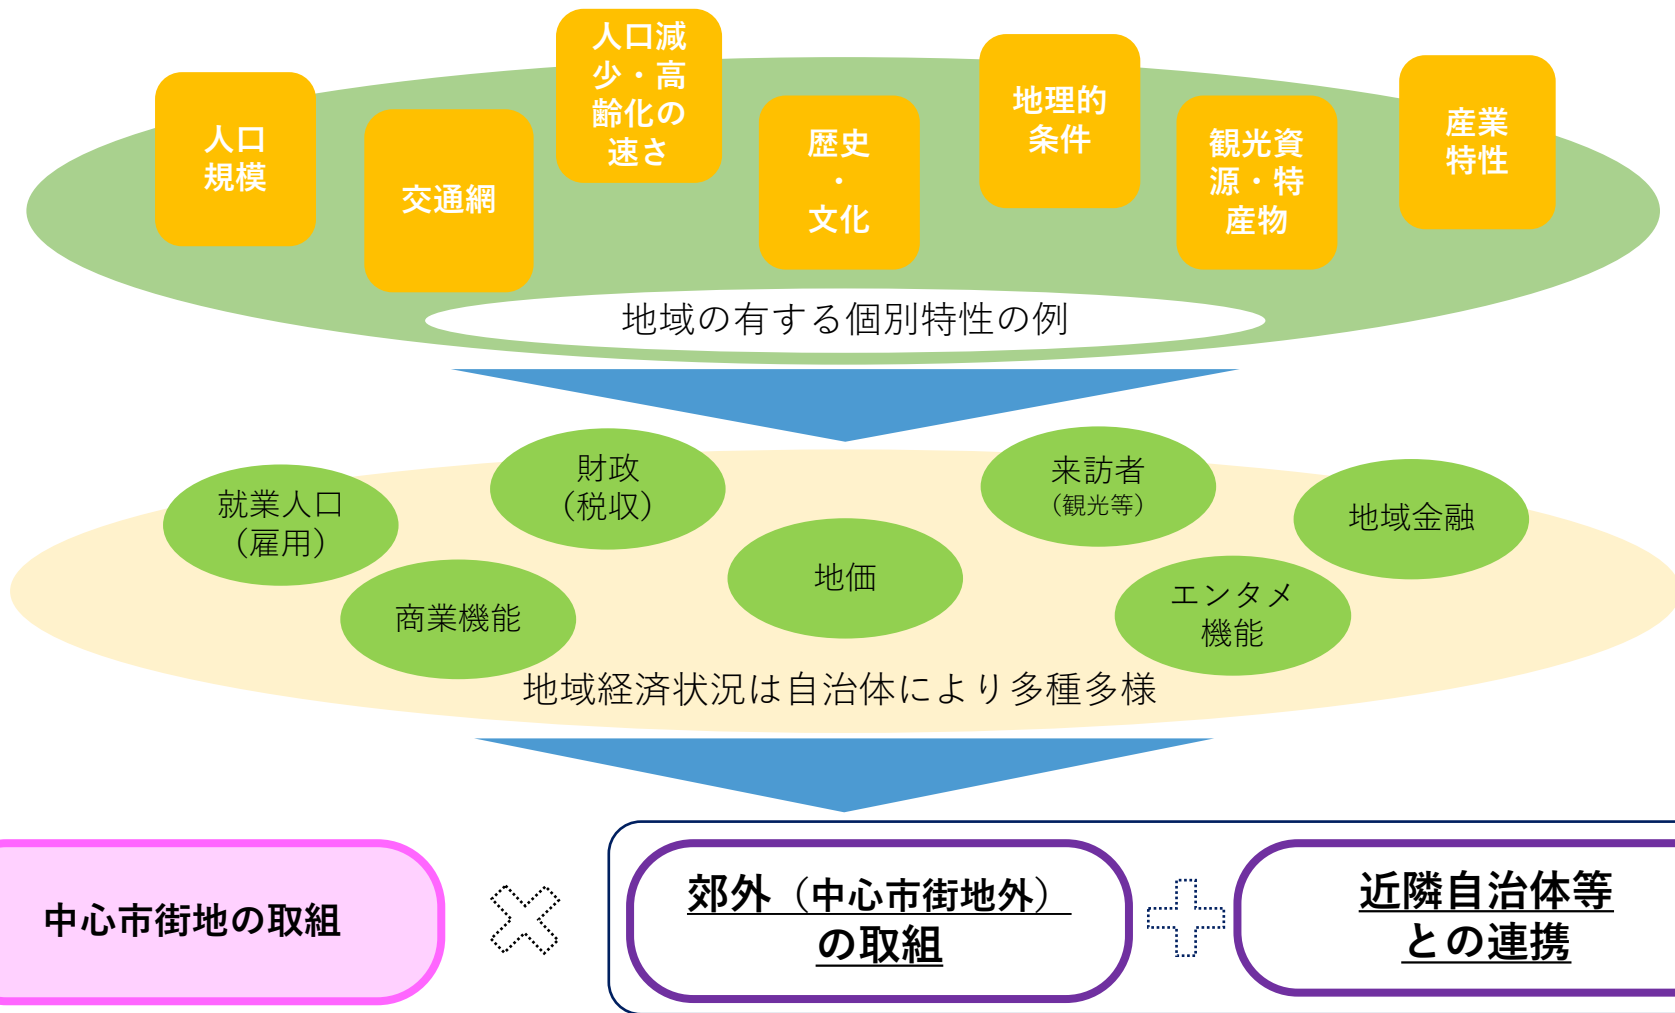 人口
規模
交通網
人口減
少・高
齢化の
速さ
歴史
・
文化
地理的
条件
観光資
源・特
産物
産業
特性
地域の有する個別特性の例
就業人口
（雇用）
財政
（税収）
商業機能
地価
来訪者
（観光等）
エンタメ
機能
地域金融
地域経済状況は自治体により多種多様
中心市街地の取組
郊外（中心市街地外）
の取組
近隣自治体等
との連携